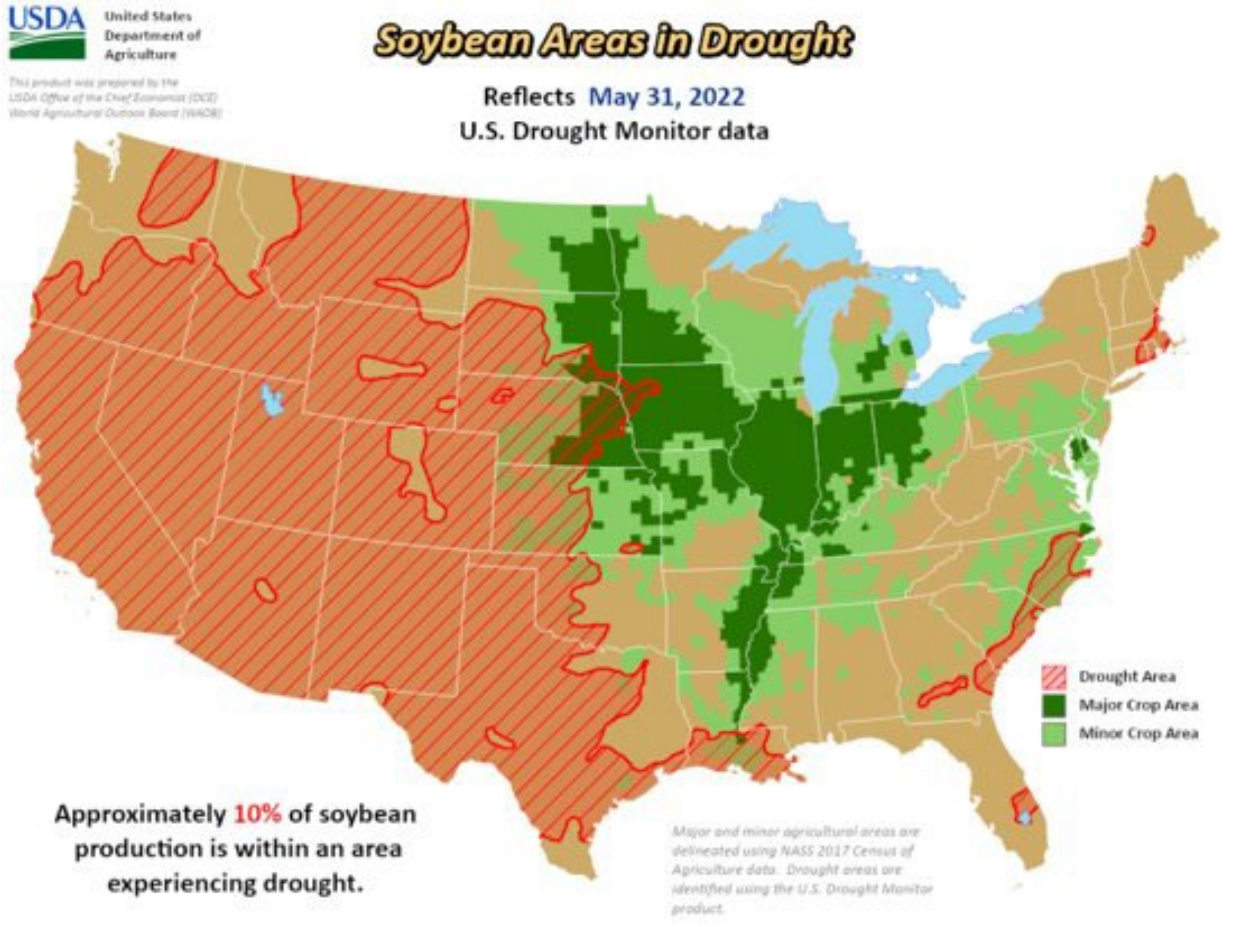 USDA
United States
Department of
Agriculture
This product was prepared by the
USDA Office of the Chief Economist (OCE)
World Agricultural Outlook Board (WAOB)
Soybean Areas in Drought
Reflects May 31, 2022
U.S. Drought Monitor data
Drought Area
Major Crop Area
Minor Crop Area
Approximately 10% of soybean
production is within an area
experiencing drought.
Major and minor agricultural areas are
delineated using NASS 2017 Census of
Agriculture data. Drought areas are
identified using the U.S. Drought Monitor
product.